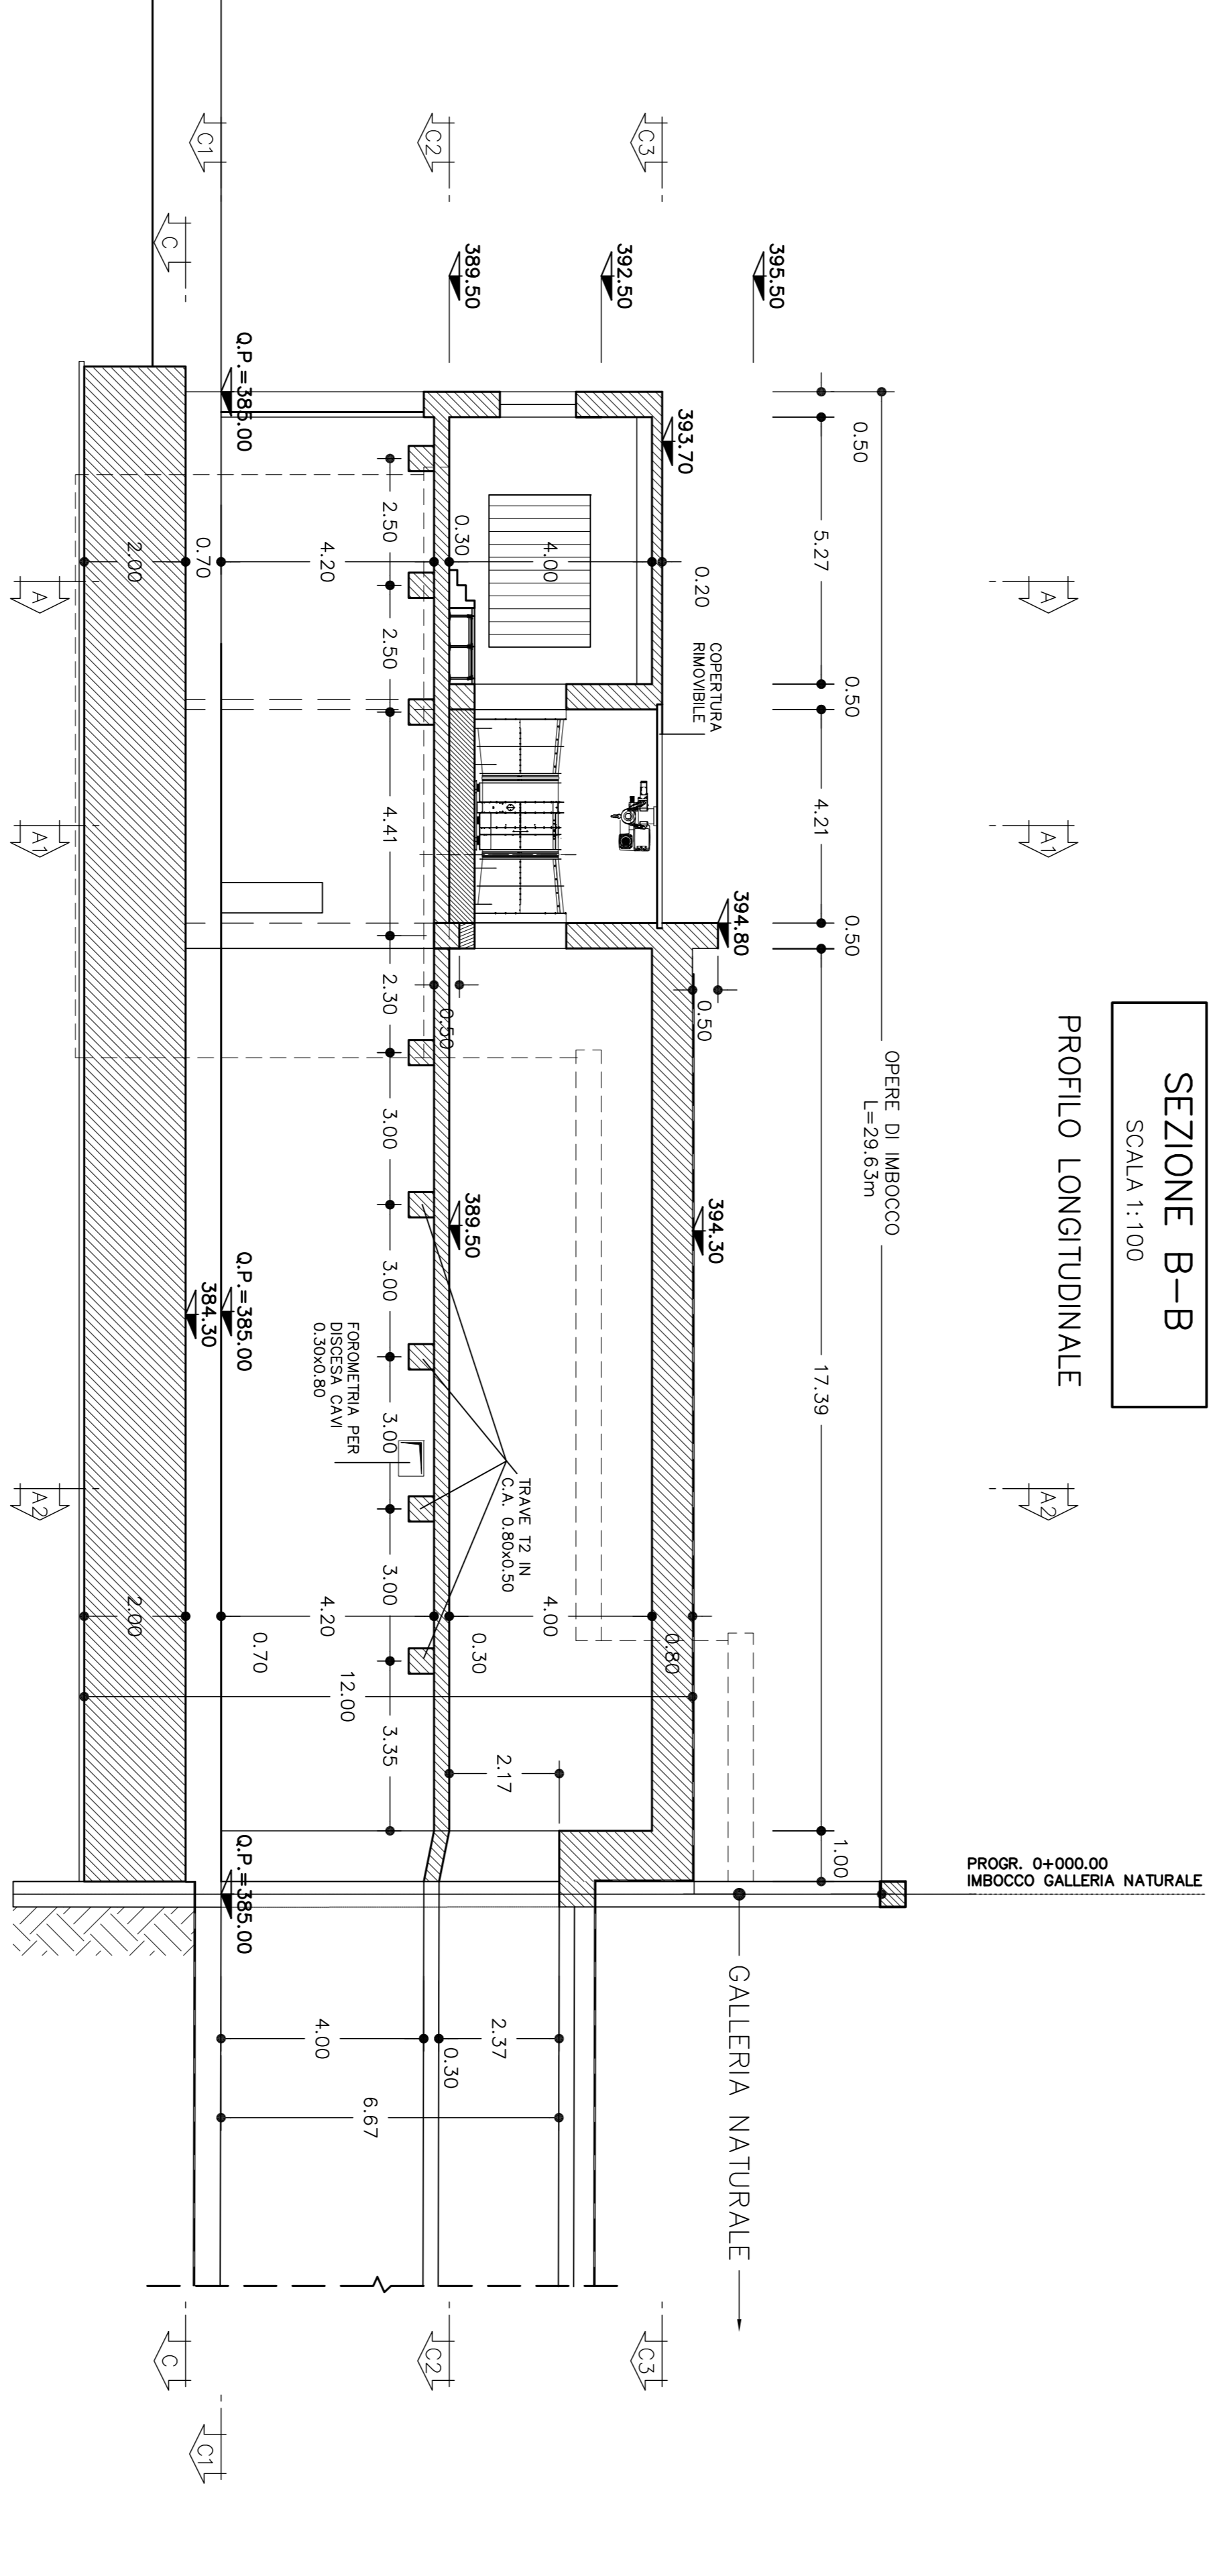 SEZIONE B-B
SCALA 1:100
PROFILO LONGITUDINALE
A
A1
A2
PROGR. 0+000.00
IMBOCCO GALLERIA NATURALE
OPERE DI IMBOCCO
L=29.63m
0.50
5.27
0.50
4.21
0.50
17.39
1.00
395.50
392.50
389.50
C3
C2
C1
C
393.70
394.80
394.30
GALLERIA NATURALE
0.20
COPERTURA
RIMOVIBILE
0.50
0.80
4.00
4.00
0.30
0.50
389.50
TRAVE T2 IN
C.A. 0.80x0.50
0.30
2.17
2.37
0.30
2.50
2.50
4.41
2.30
3.00
3.00
3.00
3.00
3.35
6.67
4.20
FOROMETRIA PER
DISCESA CAVI
0.30x0.80
4.20
12.00
4.00
Q.P.=385.00
Q.P.=385.00
Q.P.=385.00
0.70
384.30
0.70
2.00
2.00
A
A1
A2
C3
C2
C
C1